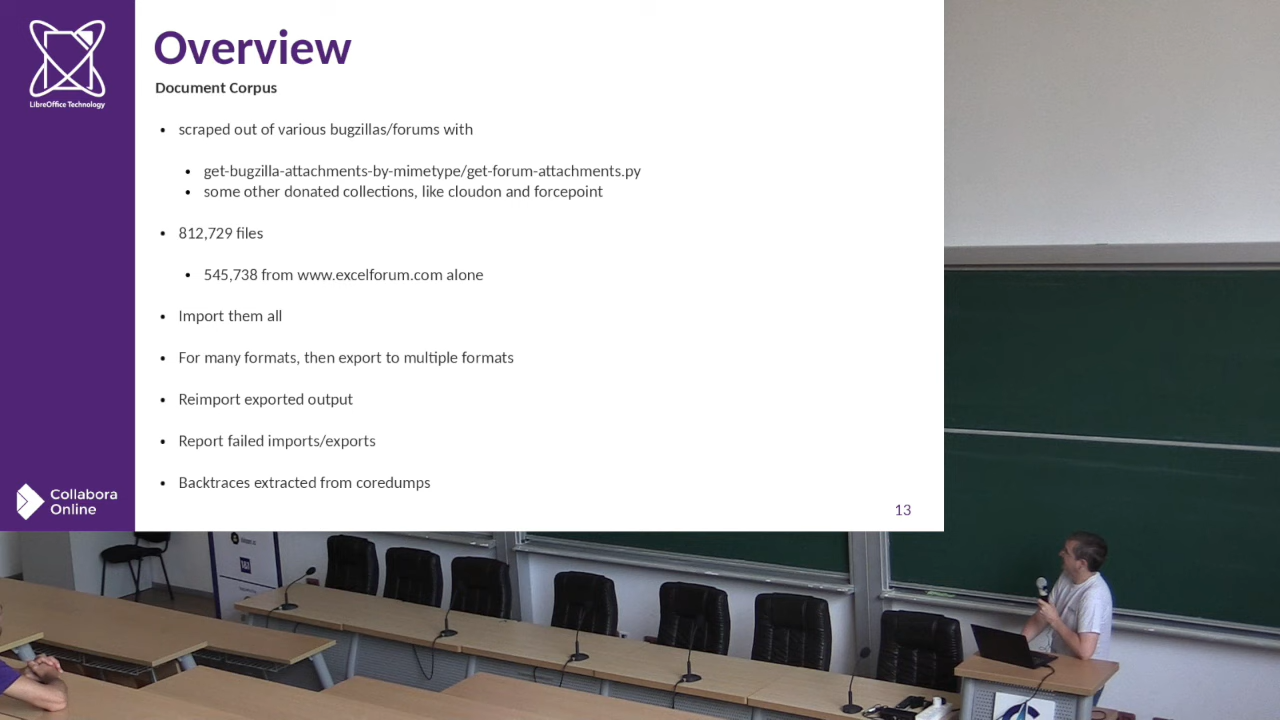 Overview
Document Corpus
• scraped out of various bugzillas/forums with
• get-bugzilla-attachments-by-mimetype/get-forum-attachments.py
• some other donated collections, like cloudon and forcepoint
• 812,729 files
• 545,738 from www.excelforum.com alone
• Import them all
• For many formats, then export to multiple formats
• Reimport exported output
• Report failed imports/exports
• Backtraces extracted from coredumps
LibreOffice Technology
Collabora
Online
13